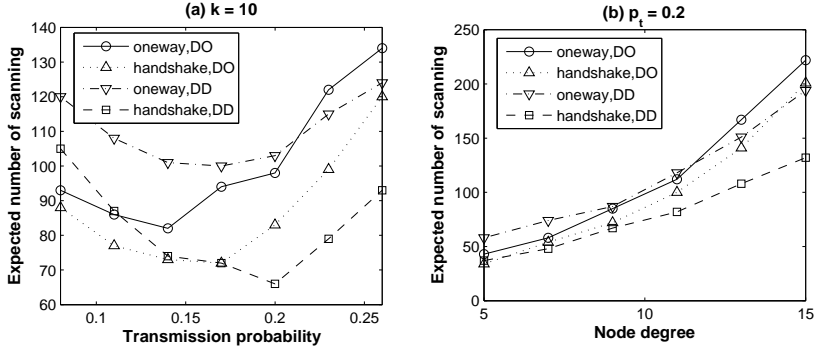 (a) k = 10
140
130
120
110
100
90
80
70
60
0.1
0.15
0.2
0.25
Expected number of scanning
Transmission probability
oneway,DO
handshake,DO
oneway,DD
handshake,DD
(b) p_t = 0.2
250
200
150
100
50
0
5
10
15
Expected number of scanning
Node degree
oneway,DO
handshake,DO
oneway,DD
handshake,DD